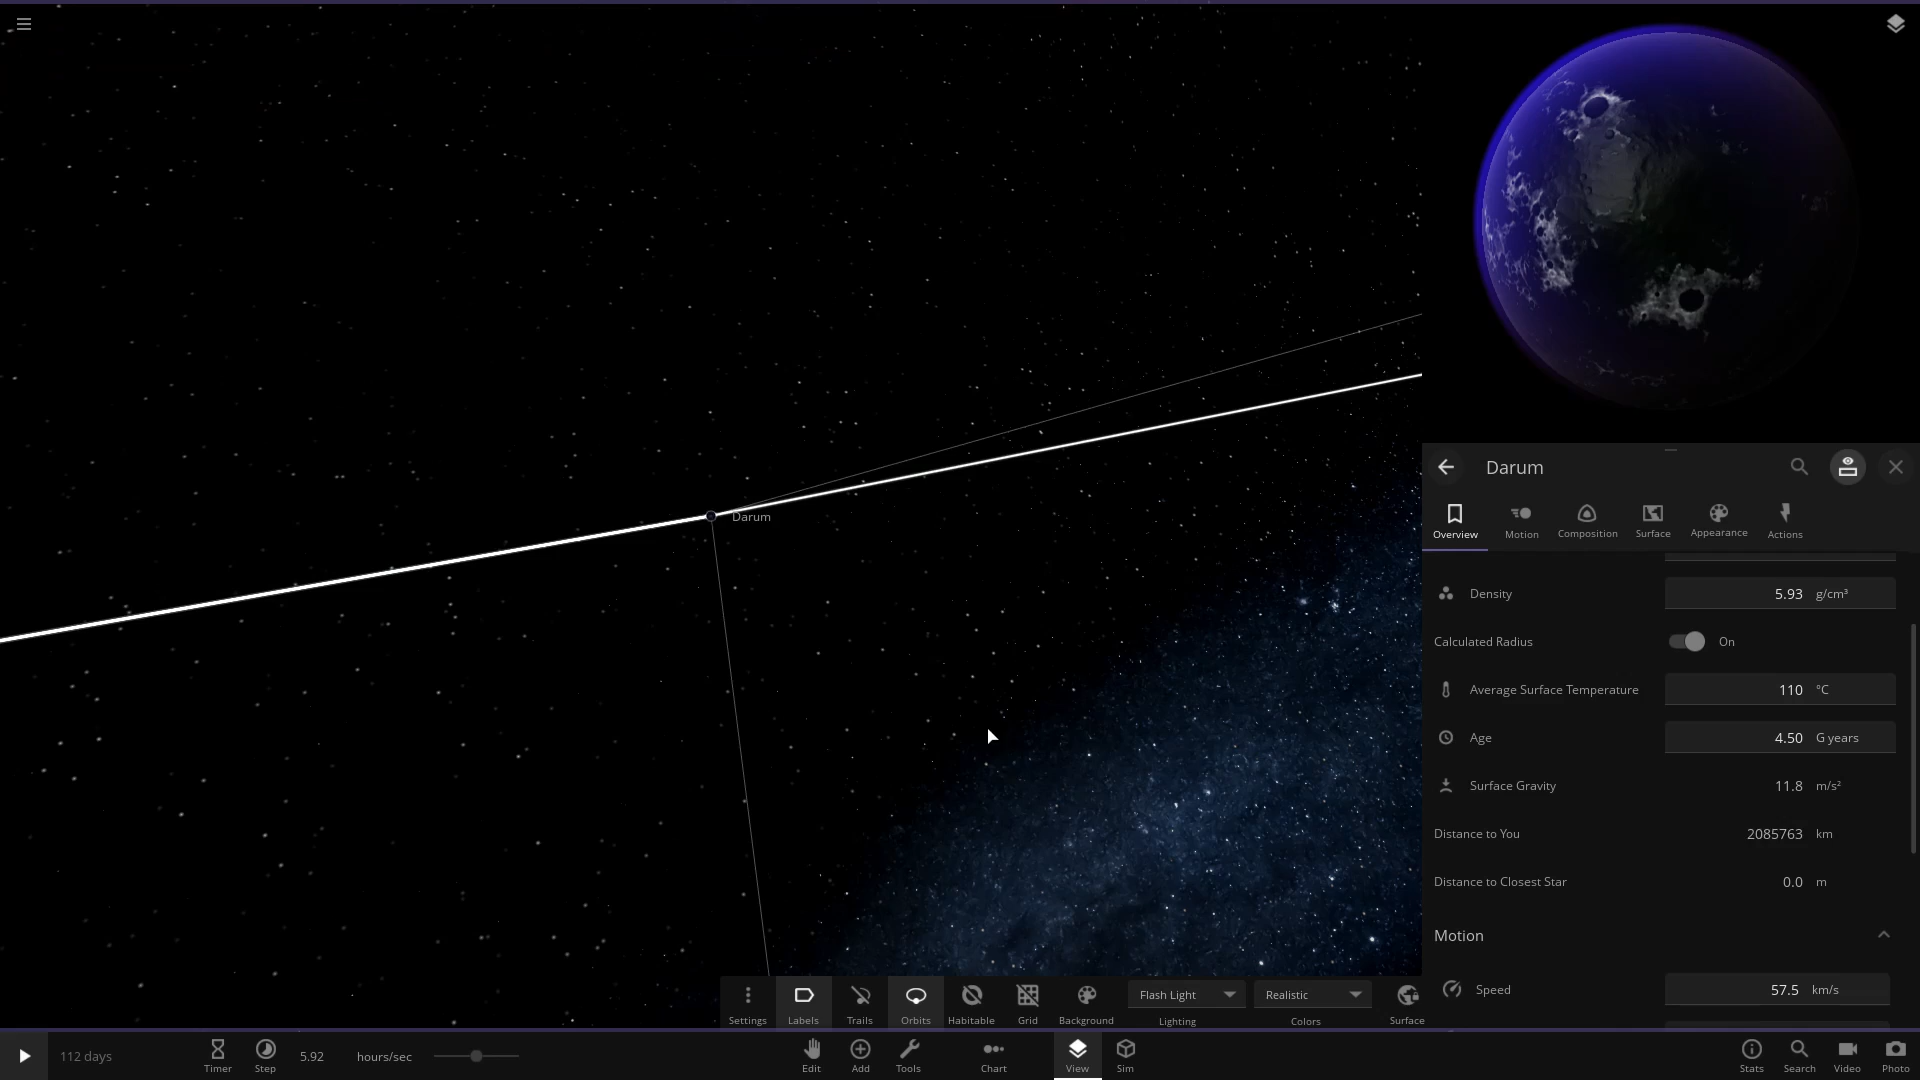 Darum
Darum
Overview
Motion
Composition
Surface
Appearance
Actions
Density 5.93 g/cm³
Calculated Radius On
Average Surface Temperature 110 °C
Age 4.50 G years
Surface Gravity 11.8 m/s²
Distance to You 2085763 km
Distance to Closest Star 0.0 m
Motion
Speed 57.5 km/s
Settings
Labels
Trails
Orbits
Habitable
Grid
Background
Flash Light
Lighting
Realistic
Colors
Surface
112 days
Timer
Step
5.92 hours/sec
Edit
Add
Tools
Chart
View
Sim
Stats
Search
Video
Photo